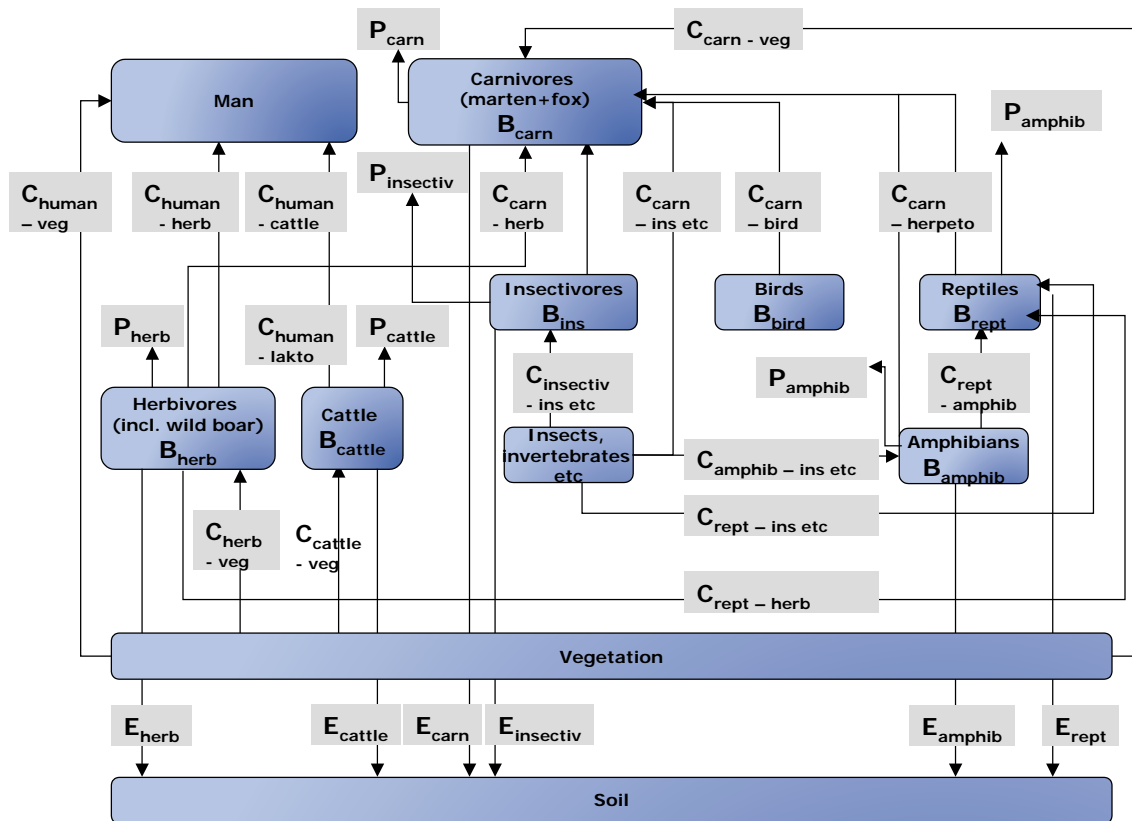 P carn
C carn - veg
Man
Carnivores
(marten+fox)
B carn
P amphib
P insectiv
C human
– veg
C human
- herb
C human
- cattle
C carn
- herb
C carn
– ins etc
C carn
– bird
C carn
– herpeto
Insectivores
B ins
Birds
B bird
Reptiles
B rept
P herb
C human
- lakto
P cattle
C insectiv
- ins etc
P amphib
C rept
- amphib
Herbivores
(incl. wild boar)
B herb
Cattle
B cattle
Insects,
invertebrates
etc
C amphib – ins etc
Amphibians
B amphib
C rept – ins etc
C herb
- veg
C cattle
- veg
C rept – herb
Vegetation
E herb
E cattle
E carn
E insectiv
E amphib
E rept
Soil